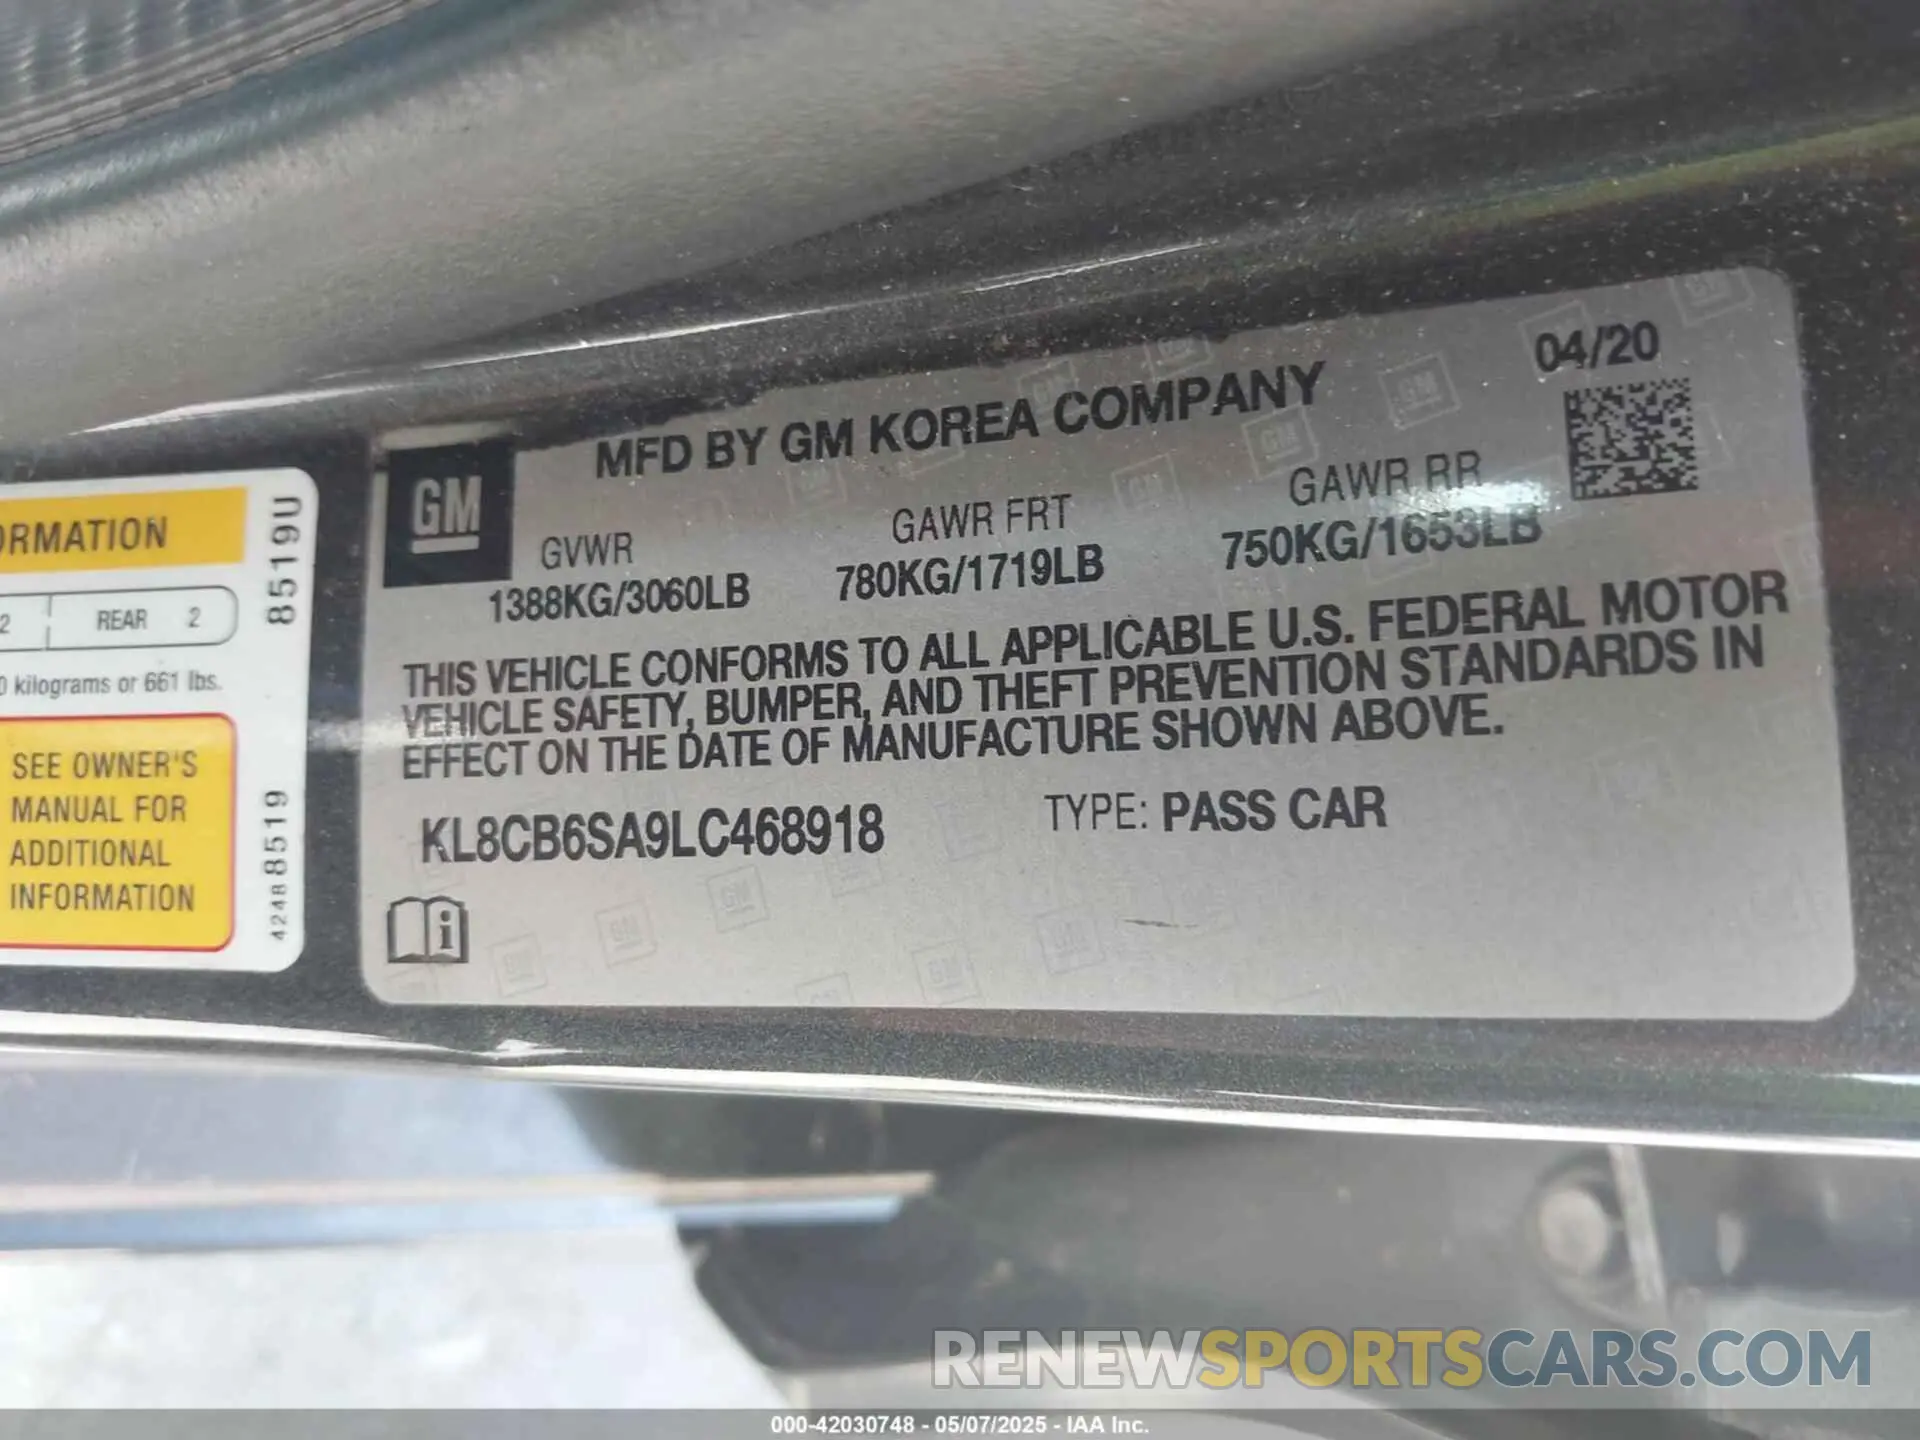 04/20
MFD BY GM KOREA COMPANY
GM
GVWR
1388KG/3060LB
GAWR FRT
780KG/1719LB
GAWR RR
750KG/1653LB
THIS VEHICLE CONFORMS TO ALL APPLICABLE U.S. FEDERAL MOTOR
VEHICLE SAFETY, BUMPER, AND THEFT PREVENTION STANDARDS IN
EFFECT ON THE DATE OF MANUFACTURE SHOWN ABOVE.
KL8CB6SA9LC468918
TYPE: PASS CAR
i
ORMATION
2 REAR 2
0 kilograms or 661 lbs.
SEE OWNER'S
MANUAL FOR
ADDITIONAL
INFORMATION
8519U
42488519
RENEWSPORTSCARS.COM
000-42030748 - 05/07/2025 - IAA Inc.